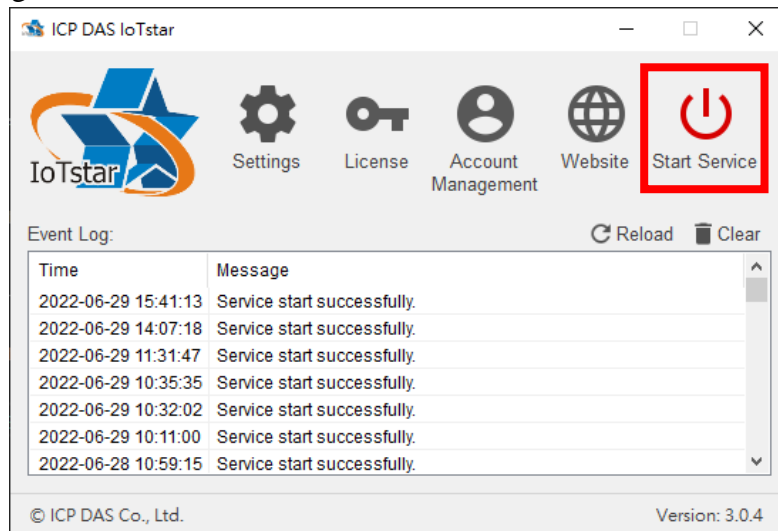 ICP DAS IoTstar
IoTstar
Settings
License
Account
Management
Website
Start Service
Event Log:
Reload
Clear
Time Message
2022-06-29 15:41:13 Service start successfully.
2022-06-29 14:07:18 Service start successfully.
2022-06-29 11:31:47 Service start successfully.
2022-06-29 10:35:35 Service start successfully.
2022-06-29 10:32:02 Service start successfully.
2022-06-29 10:11:00 Service start successfully.
2022-06-28 10:59:15 Service start successfully.
© ICP DAS Co., Ltd.
Version: 3.0.4